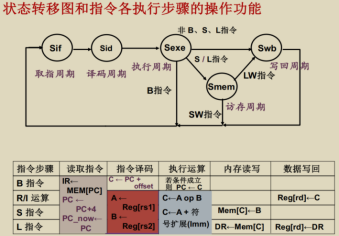 状态转移图和指令各执行步骤的操作功能
非 B、S、L指令
Sif
Sid
Sexe
Swb
S / L指令
取指周期
译码周期
执行周期
写回周期
LW指令
B指令
Smem
访存周期
SW指令
指令步骤 读取指令 指令译码 执行运算 内存读写 数据写回
B 指令 IR← MEM[PC] C ← PC + offset 若条件成立则 PC ← C
R/I 运算 PC ← PC+4 A ← Reg[rs1] C←A op B Reg[rd]←C
S 指令 PC_now← PC B ← Reg[rs2] C←A + 符号扩展(Imm) Mem[C]←B
L 指令 DR←Mem[C] Reg[rd]←DR